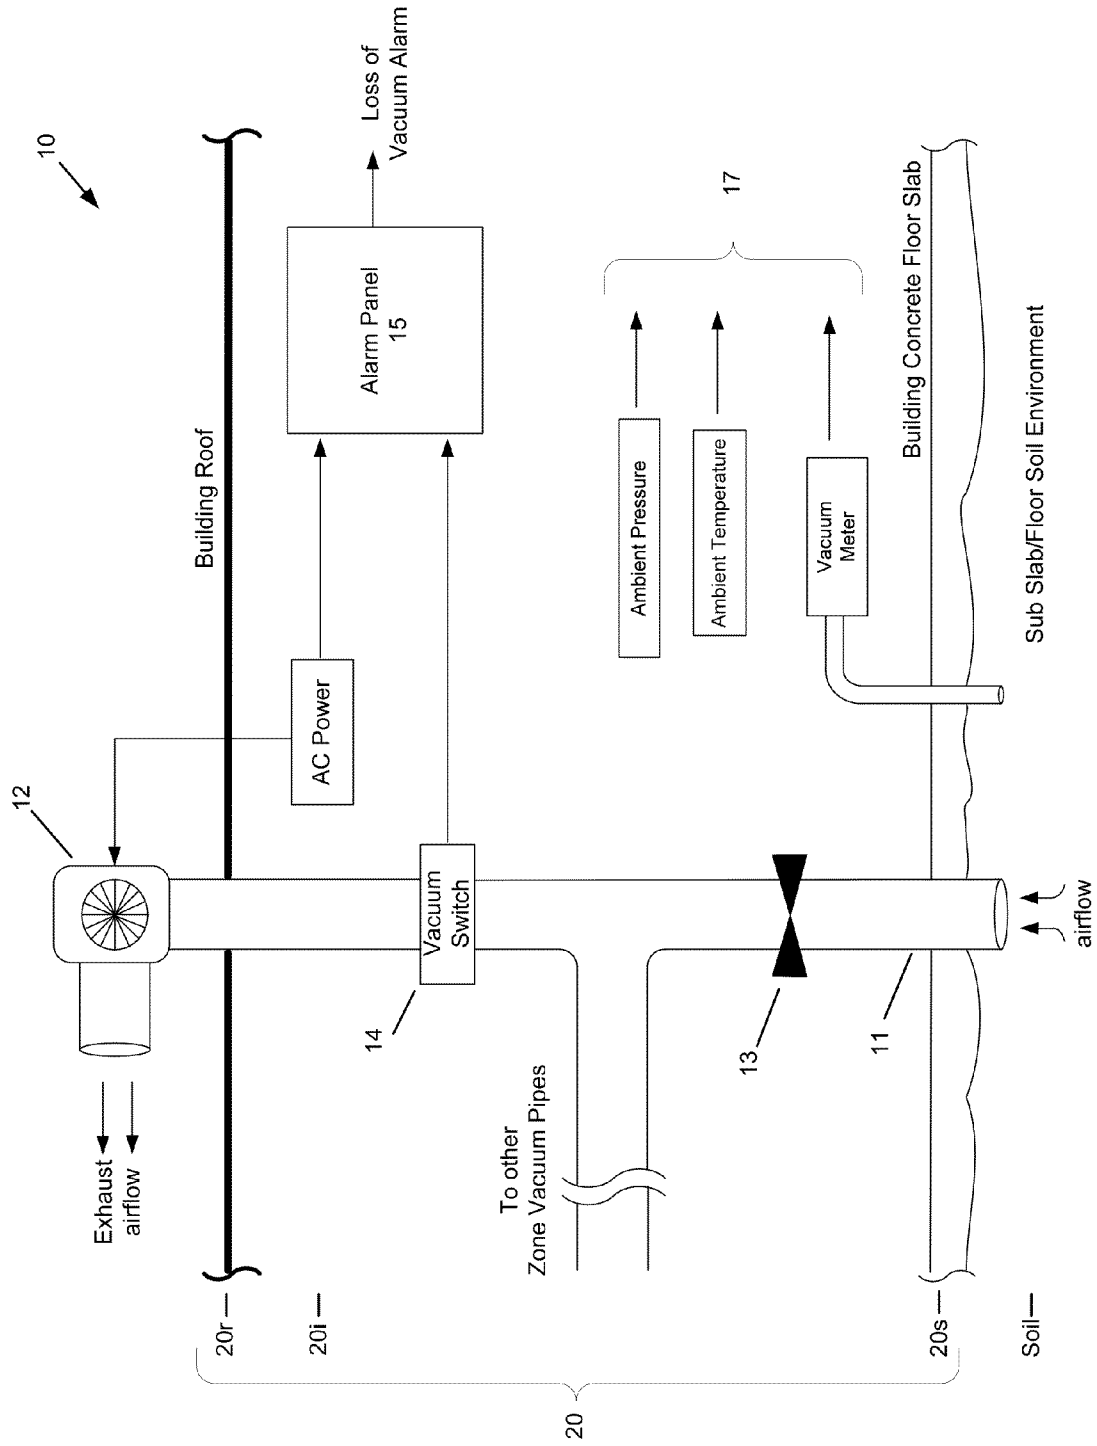 10
12
Exhaust
airflow
20r
Building Roof
20i
AC Power
Alarm Panel
15
Loss of
Vacuum Alarm
14
Vacuum
Switch
To other
Zone Vacuum Pipes
20
Ambient Pressure
Ambient Temperature
17
Vacuum
Meter
13
11
Building Concrete Floor Slab
20s
Soil
Sub Slab/Floor Soil Environment
airflow